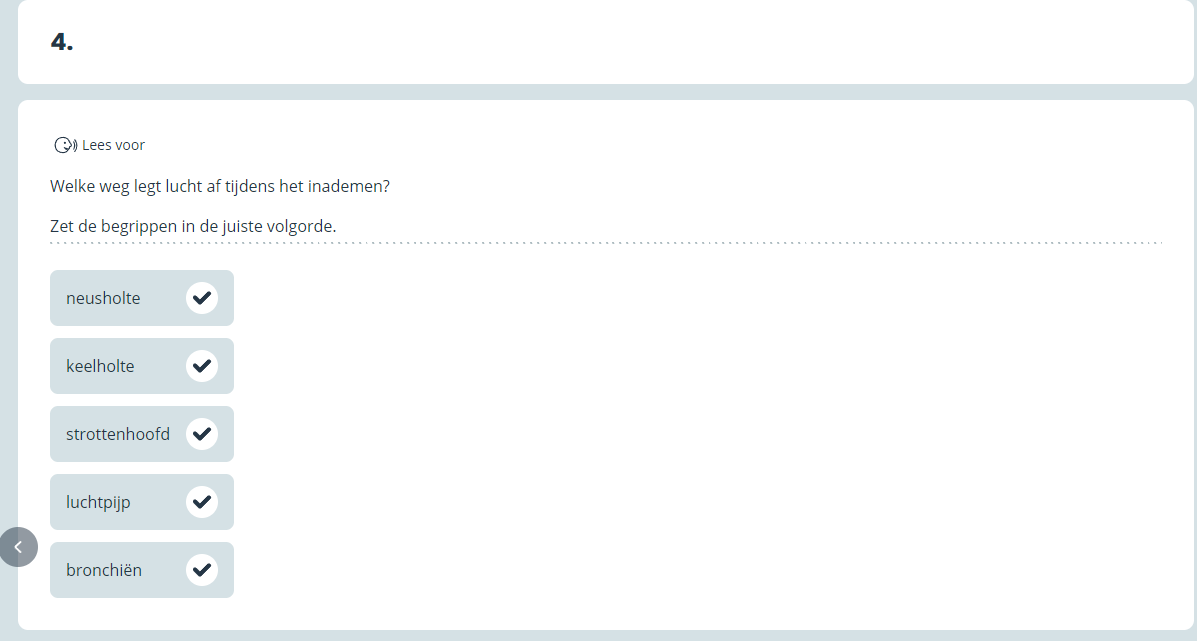 4.
Lees voor
Welke weg legt lucht af tijdens het inademen?
Zet de begrippen in de juiste volgorde.
neusholte
keelholte
strottenhoofd
luchtpijp
bronchiën